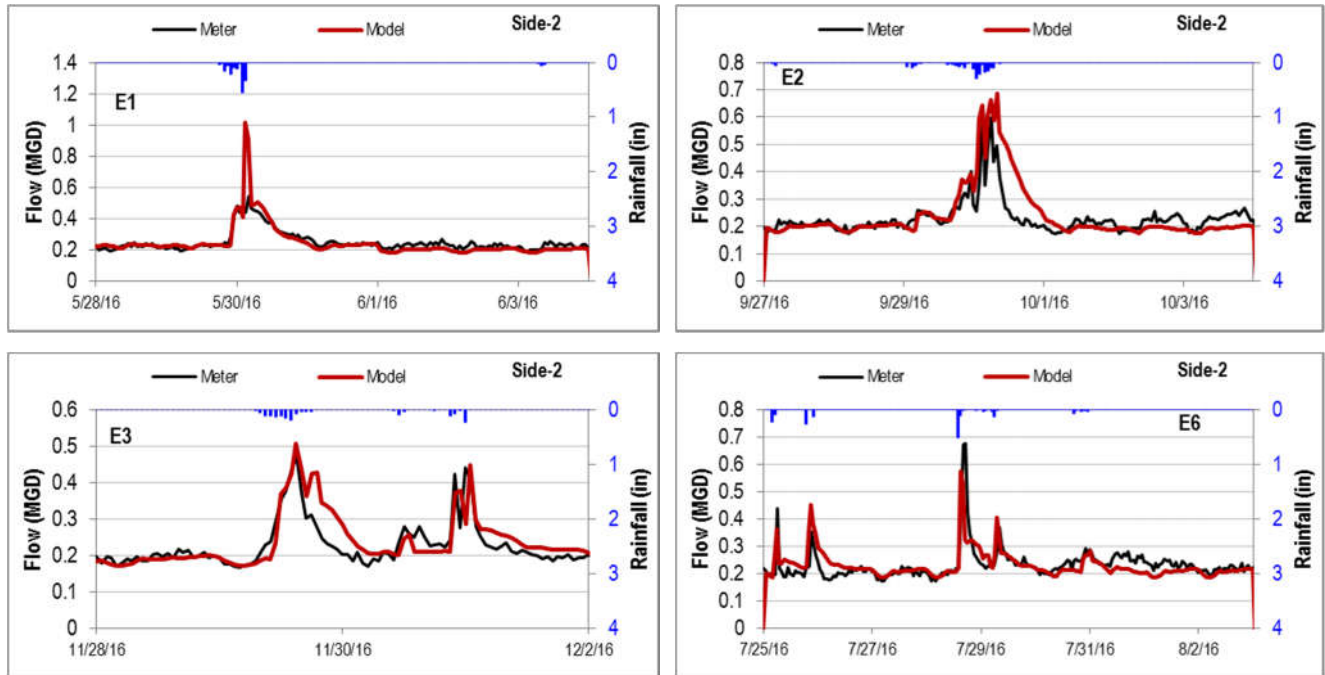 Meter Model Side-2
1.4 0
1.2
E1
1 1
0.8
0.6 2
0.4 3
0.2
0 4
Flow (MGD)
Rainfall (in)
5/28/16 5/30/16 6/1/16 6/3/16
Meter Model Side-2
0.8 0
E2
0.7
0.6 1
0.5
0.4 2
0.3
0.2 3
0.1
0 4
Flow (MGD)
Rainfall (in)
9/27/16 9/29/16 10/1/16 10/3/16
Meter Model Side-2
0.6 0
E3
0.5
1
0.4
0.3 2
0.2
3
0.1
0 4
Flow (MGD)
Rainfall (in)
11/28/16 11/30/16 12/2/16
Meter Model Side-2
0.8 0
E6
0.7
0.6 1
0.5
0.4 2
0.3
0.2 3
0.1
0 4
Flow (MGD)
Rainfall (in)
7/25/16 7/27/16 7/29/16 7/31/16 8/2/16